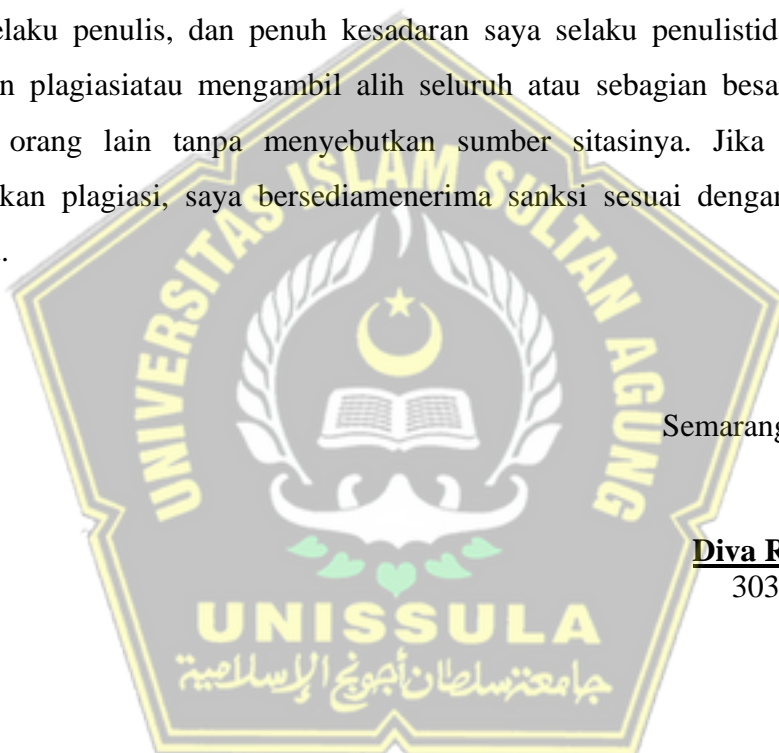 elaku penulis, dan penuh kesadaran saya selaku penulistid
n plagiasiatau mengambil alih seluruh atau sebagian besa
orang lain tanpa menyebutkan sumber sitasinya. Jika
kan plagiasi, saya bersediamenerima sanksi sesuai dengan
.
UNIVERSITAS ISLAM SULTAN AGUNG
Semarang
Diva R
303
UNISSULA
جامعة سلطان أجونج الإسلامية